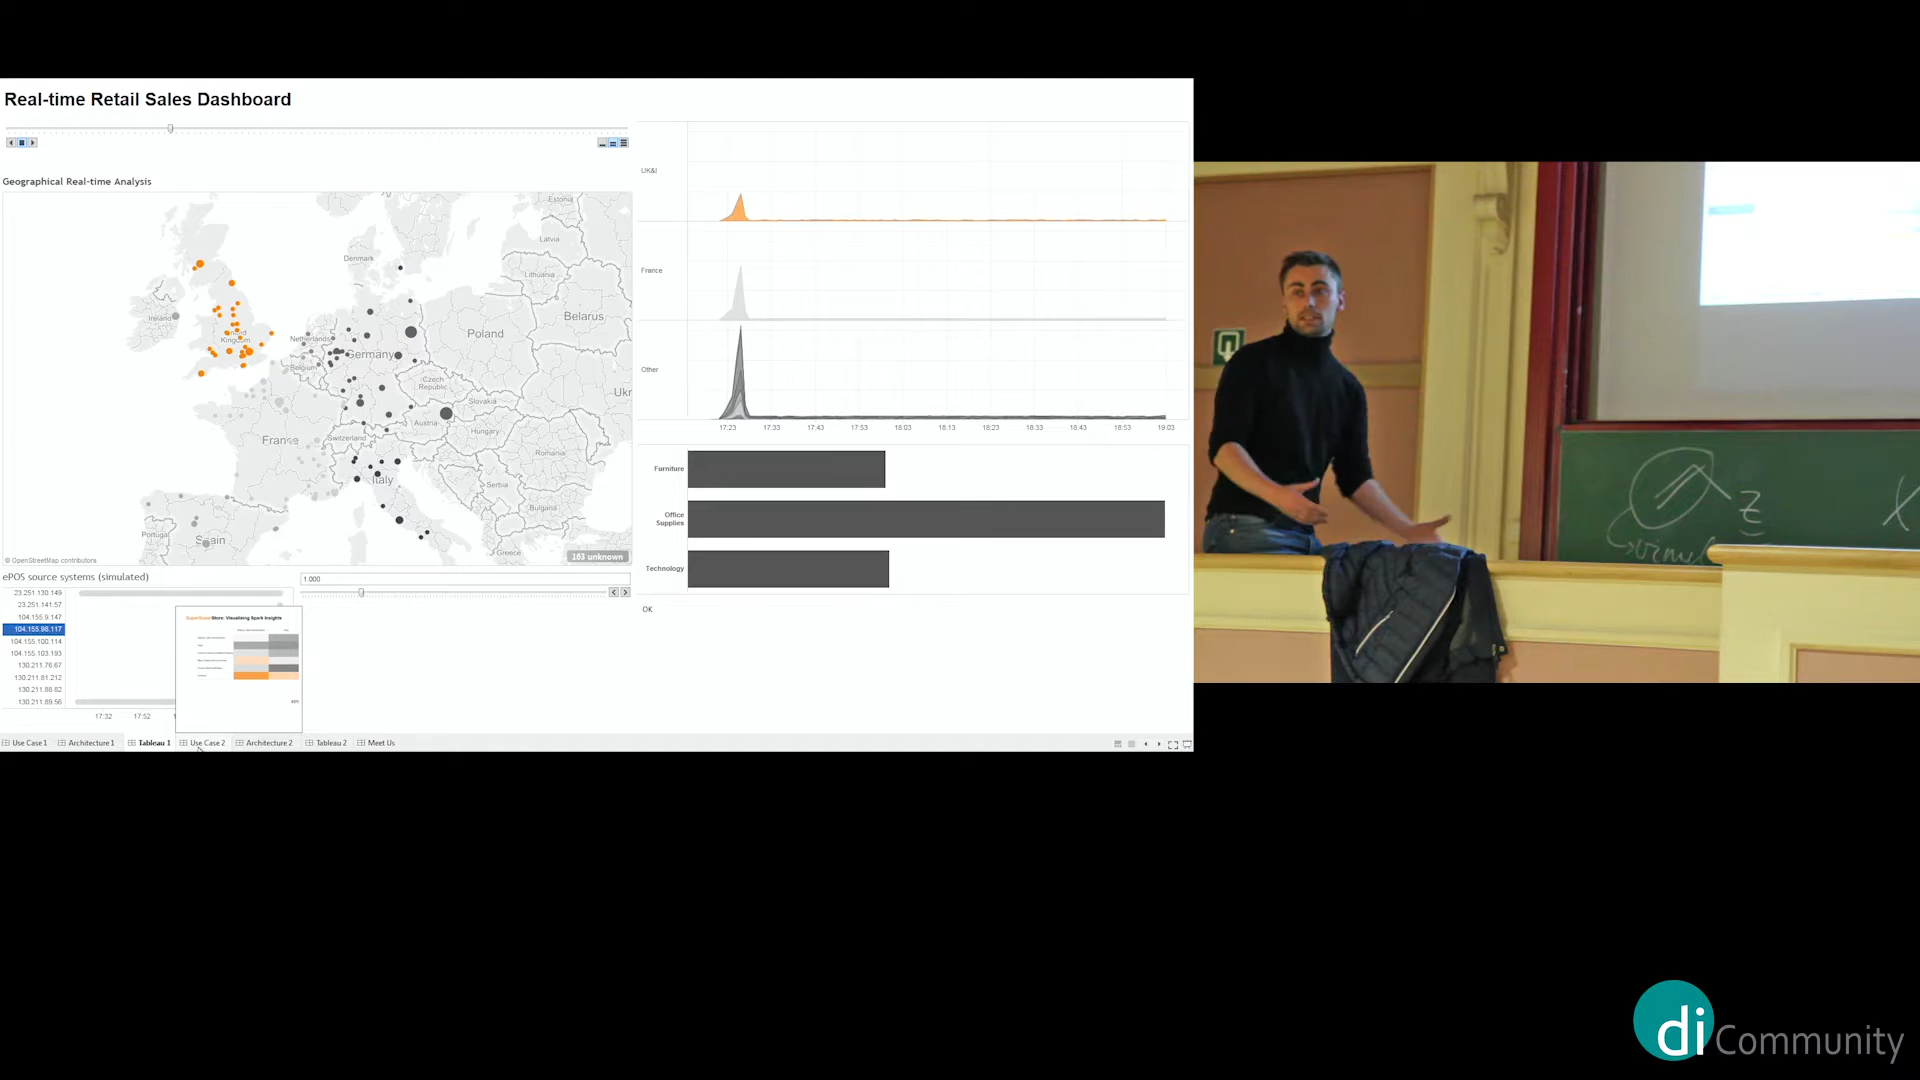 Real-time Retail Sales Dashboard
Geographical Real-time Analysis
Estonia
Latvia
Denmark
Lithuania
Ireland
United
Kingdom
Netherlands
Poland
Belarus
Germany
Belgium
Czech
Republic
Ukr
Slovakia
France
Austria
Switzerland
Hungary
Romania
Italy
Serbia
Bulgaria
Portugal
Spain
Greece
© OpenStreetMap contributors
163 unknown
UK&I
France
Other
17:23 17:33 17:43 17:53 18:03 18:13 18:23 18:33 18:43 18:53 19:03
Furniture
Office
Supplies
Technology
OK
ePOS source systems (simulated)
1.000
23.251.130.149
23.251.141.57
104.155.9.147
104.155.96.117
104.155.100.114
104.155.103.193
130.211.76.67
130.211.81.212
130.211.88.82
130.211.89.56
17:32 17:52
SuperScalarStore: Visualising Spark Insights
Use Case 1 Architecture 1 Tableau 1 Use Case 2 Architecture 2 Tableau 2 Meet Us
Z
di Community